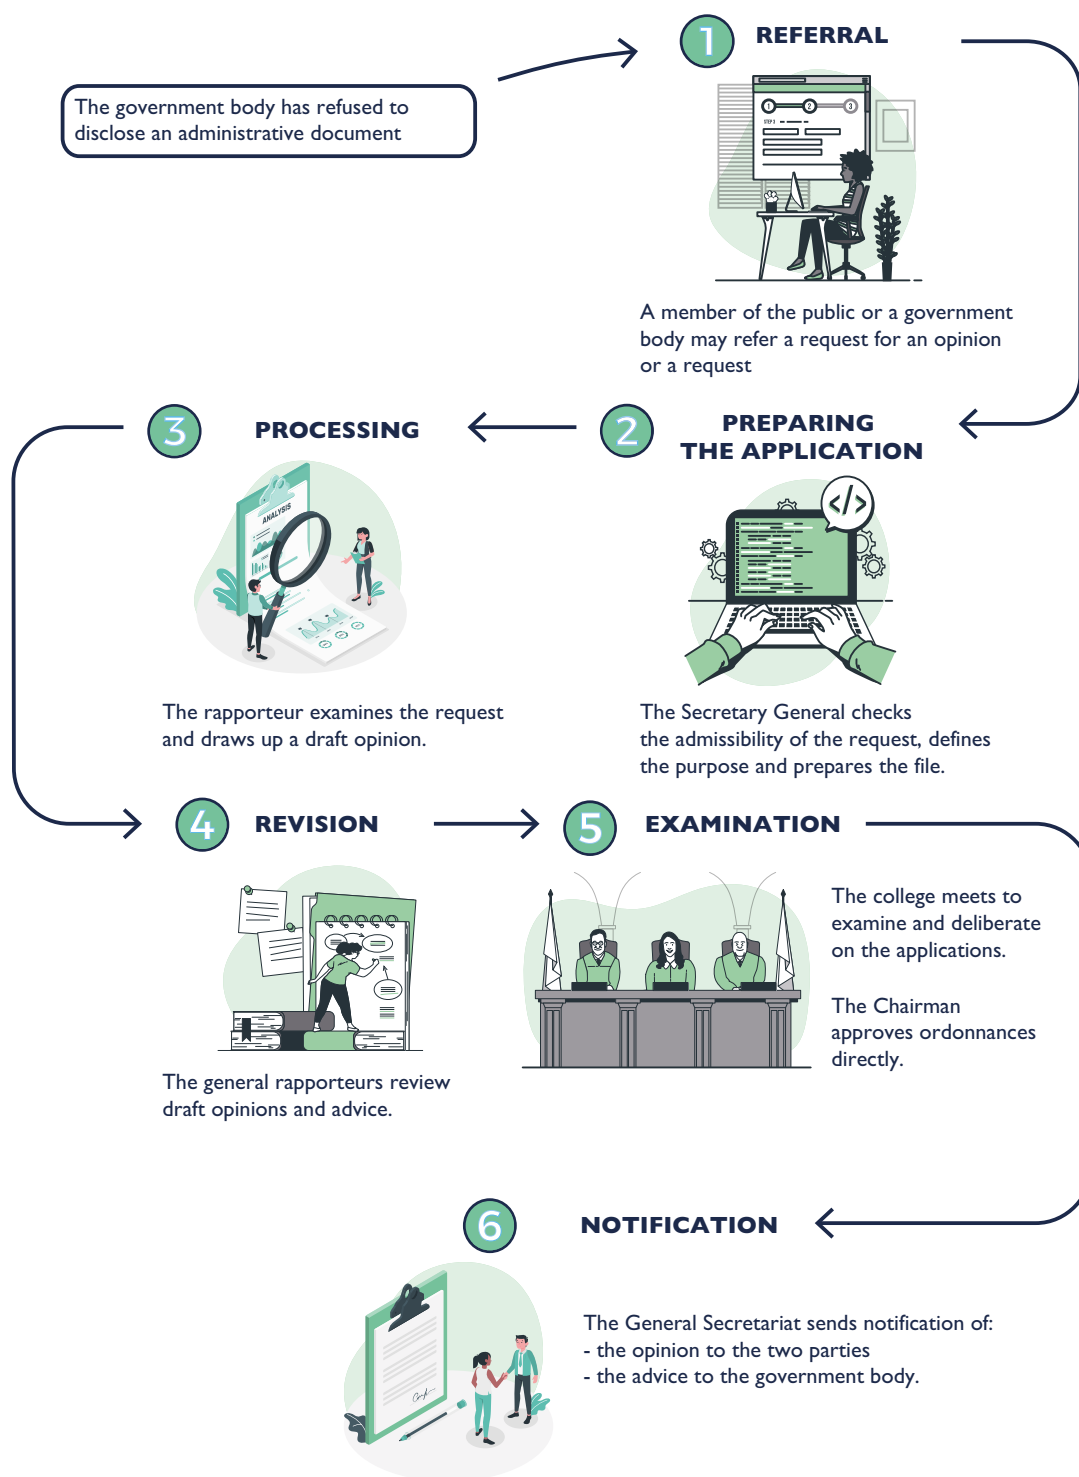 The government body has refused to
disclose an administrative document
1 REFERRAL
1 2 3
STEP 2
A member of the public or a government
body may refer a request for an opinion
or a request
2 PREPARING
THE APPLICATION
</>
The Secretary General checks
the admissibility of the request, defines
the purpose and prepares the file.
3 PROCESSING
ANALYSIS
The rapporteur examines the request
and draws up a draft opinion.
4 REVISION
The general rapporteurs review
draft opinions and advice.
5 EXAMINATION
The college meets to
examine and deliberate
on the applications.
The Chairman
approves ordonnances
directly.
6 NOTIFICATION
The General Secretariat sends notification of:
- the opinion to the two parties
- the advice to the government body.